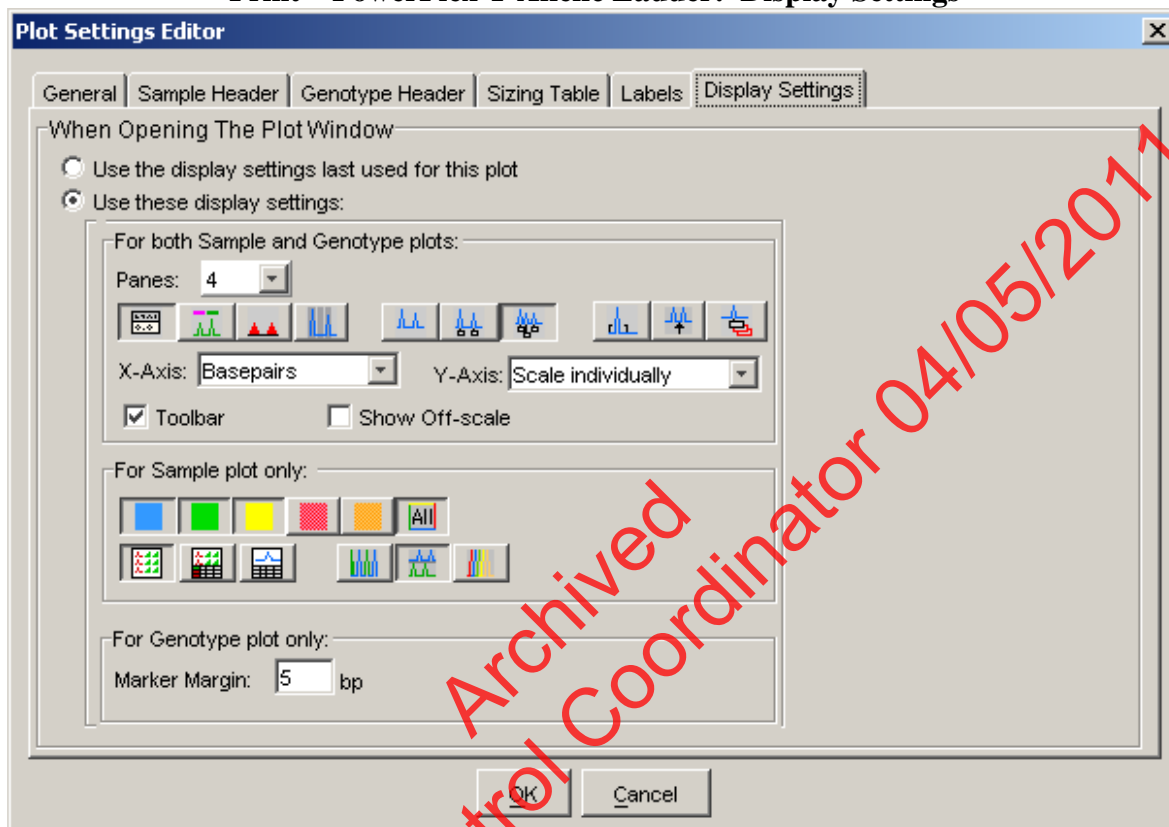 Plot Settings Editor
General Sample Header Genotype Header Sizing Table Labels Display Settings
When Opening The Plot Window
Use the display settings last used for this plot
Use these display settings:
For both Sample and Genotype plots:
Panes: 4
X-Axis: Basepairs Y-Axis: Scale individually
Toolbar Show Off-scale
For Sample plot only:
All
For Genotype plot only:
Marker Margin: 5 bp
OK Cancel
Archived
Coordinator 04/05/2011